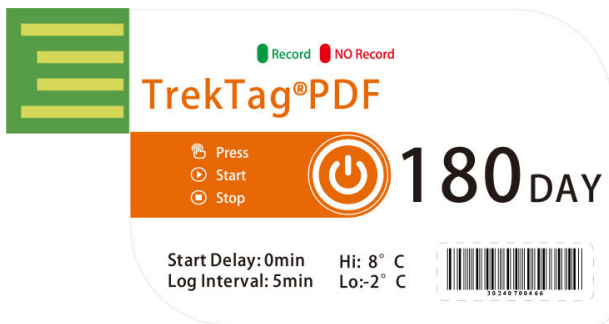 Record NO Record
TrekTag®PDF
Press
Start
Stop
180 DAY
Start Delay: 0min
Log Interval: 5min
Hi: 8° C
Lo:-2° C
30240700466